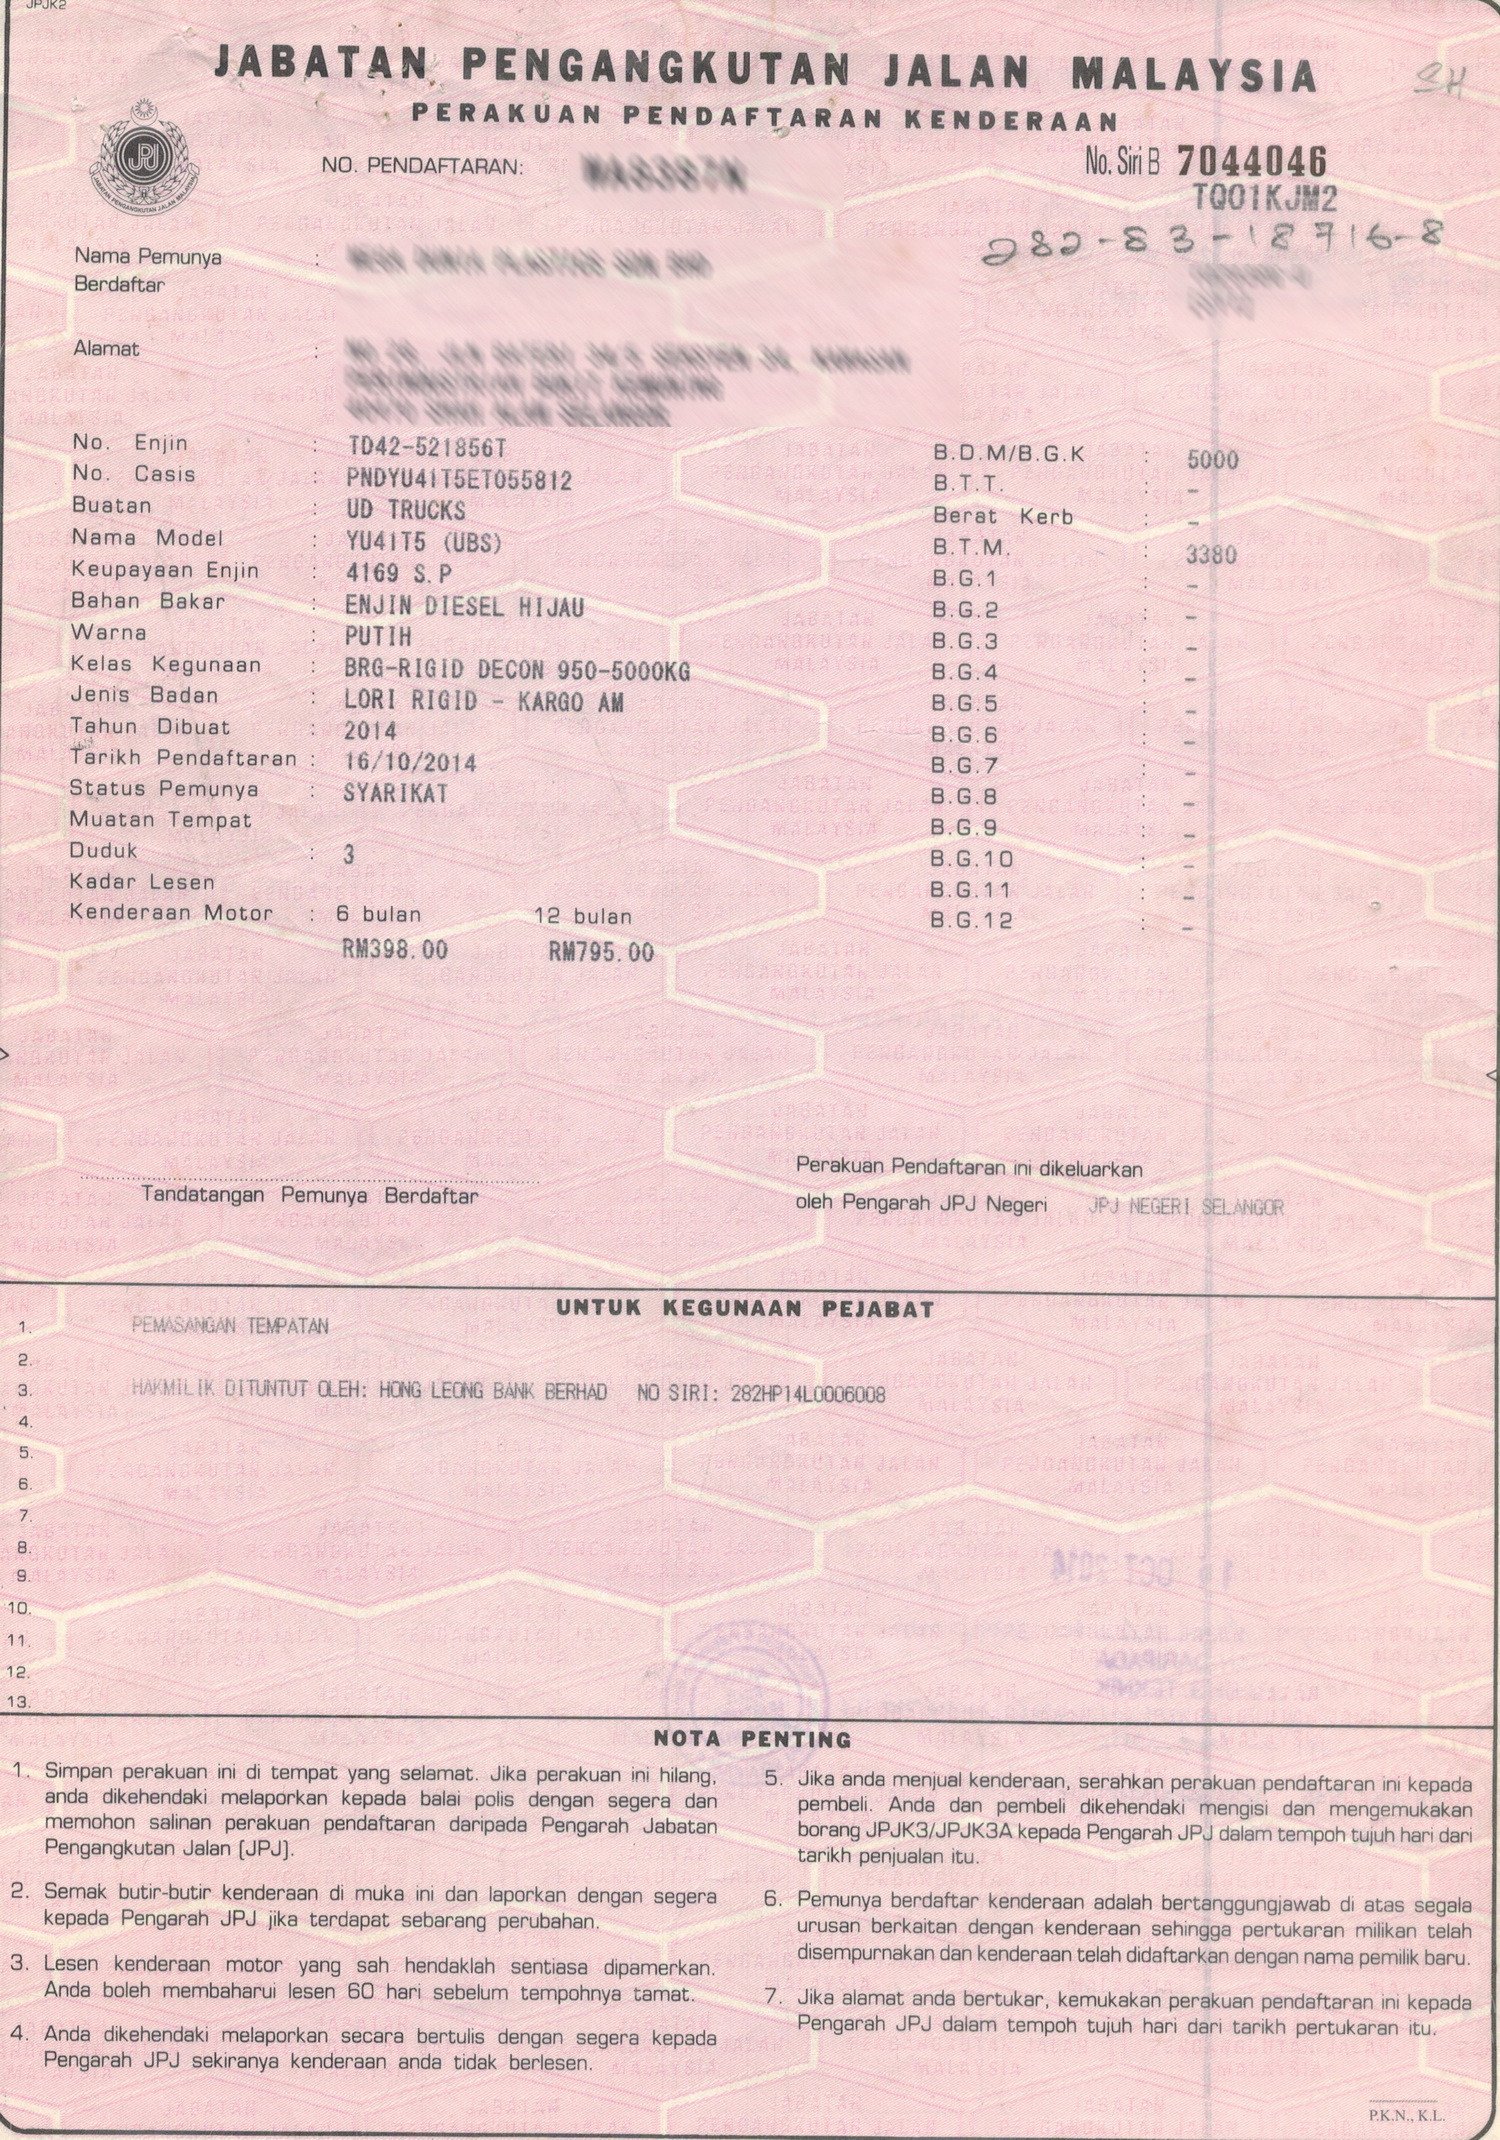 JPJK2
JABATAN PENGANGKUTAN JALAN MALAYSIA
PERAKUAN PENDAFTARAN KENDERAAN
JPJ
JABATAN PENGANGKUTAN JALAN MALAYSIA
NO. PENDAFTARAN:
No. Siri B 7044046
TQ01KJM2
282-83-18716-8
Nama Pemunya :
Berdaftar
Alamat :
No. Enjin : TD42-521856T
No. Casis : PNDYU41T5ET055812
Buatan : UD TRUCKS
Nama Model : YU41T5 (UBS)
Keupayaan Enjin : 4169 S.P
Bahan Bakar : ENJIN DIESEL HIJAU
Warna : PUTIH
Kelas Kegunaan : BRG-RIGID DECON 950-5000KG
Jenis Badan : LORI RIGID - KARGO AM
Tahun Dibuat : 2014
Tarikh Pendaftaran : 16/10/2014
Status Pemunya : SYARIKAT
Muatan Tempat
Duduk : 3
Kadar Lesen
Kenderaan Motor : 6 bulan 12 bulan
RM398.00 RM795.00
B.D.M/B.G.K : 5000
B.T.T. : -
Berat Kerb : -
B.T.M. : 3380
B.G.1 : -
B.G.2 : -
B.G.3 : -
B.G.4 : -
B.G.5 : -
B.G.6 : -
B.G.7 : -
B.G.8 : -
B.G.9 : -
B.G.10 : -
B.G.11 : -
B.G.12 : -
Tandatangan Pemunya Berdaftar
Perakuan Pendaftaran ini dikeluarkan
oleh Pengarah JPJ Negeri JPJ NEGERI SELANGOR
UNTUK KEGUNAAN PEJABAT
1. PEMASANGAN TEMPATAN
2.
3. HAKMILIK DITUNTUT OLEH: HONG LEONG BANK BERHAD NO SIRI: 282HP14L0006008
4.
5.
6.
7.
8.
9.
10.
11.
12.
13.
NOTA PENTING
1. Simpan perakuan ini di tempat yang selamat. Jika perakuan ini hilang,
anda dikehendaki melaporkan kepada balai polis dengan segera dan
memohon salinan perakuan pendaftaran daripada Pengarah Jabatan
Pengangkutan Jalan (JPJ).
2. Semak butir-butir kenderaan di muka ini dan laporkan dengan segera
kepada Pengarah JPJ jika terdapat sebarang perubahan.
3. Lesen kenderaan motor yang sah hendaklah sentiasa dipamerkan.
Anda boleh membaharui lesen 60 hari sebelum tempohnya tamat.
4. Anda dikehendaki melaporkan secara bertulis dengan segera kepada
Pengarah JPJ sekiranya kenderaan anda tidak berlesen.
5. Jika anda menjual kenderaan, serahkan perakuan pendaftaran ini kepada
pembeli. Anda dan pembeli dikehendaki mengisi dan mengemukakan
borang JPJK3/JPJK3A kepada Pengarah JPJ dalam tempoh tujuh hari dari
tarikh penjualan itu.
6. Pemunya berdaftar kenderaan adalah bertanggungjawab di atas segala
urusan berkaitan dengan kenderaan sehingga pertukaran milikan telah
disempurnakan dan kenderaan telah didaftarkan dengan nama pemilik baru.
7. Jika alamat anda bertukar, kemukakan perakuan pendaftaran ini kepada
Pengarah JPJ dalam tempoh tujuh hari dari tarikh pertukaran itu.
P.K.N., K.L.